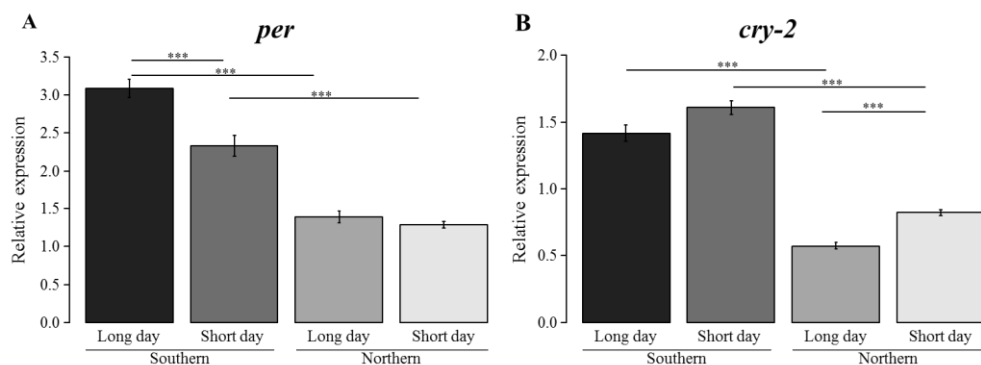 A
per
Relative expression
3.5
3.0
2.5
2.0
1.5
1.0
0.5
0.0
***
***
***
Long day Short day Long day Short day
Southern Northern
B
cry-2
Relative expression
2.0
1.5
1.0
0.5
0.0
***
***
***
Long day Short day Long day Short day
Southern Northern